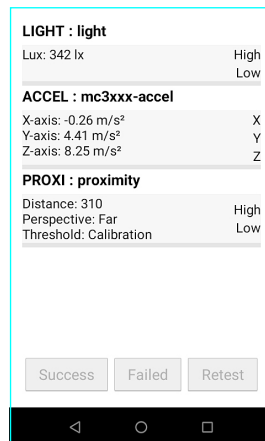 LIGHT : light
Lux: 342 lx
High
Low
ACCEL : mc3xxx-accel
X-axis: -0.26 m/s² X
Y-axis: 4.41 m/s² Y
Z-axis: 8.25 m/s² Z
PROXI : proximity
Distance: 310
Perspective: Far
Threshold: Calibration
High
Low
Success Failed Retest